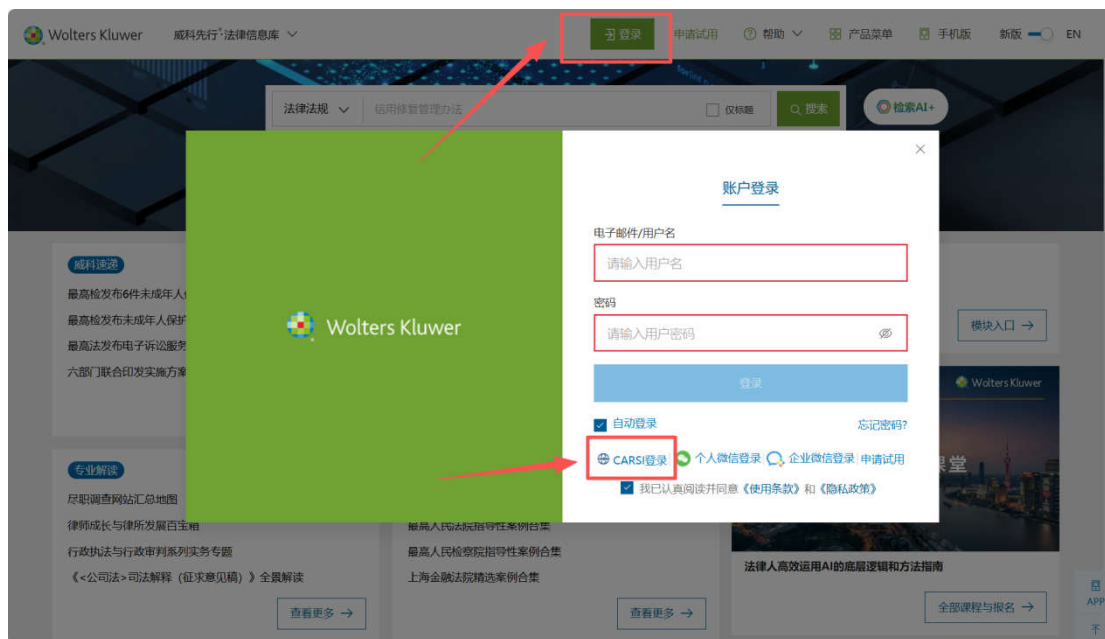 Wolters Kluwer 威科先行·法律信息库 登录 申请试用 帮助 产品菜单 手机版 新版 EN
法律法规 信用修复管理办法 仅标题 搜索 检索AI+
账户登录
电子邮件/用户名
请输入用户名
密码
请输入用户密码
登录
自动登录 忘记密码?
CARSI登录 个人微信登录 企业微信登录 申请试用
我已认真阅读并同意《使用条款》和《隐私政策》
Wolters Kluwer
威科速递
最高检发布6件未成年人
最高检发布未成年人保护
最高法发布电子诉讼服务
六部门联合印发实施方案
模块入口 →
Wolters Kluwer
课堂
专业解读
尽职调查网站汇总地图
律师成长与律所发展百宝箱
行政执法与行政审判系列实务专题
《<公司法>司法解释（征求意见稿）》全景解读
查看更多 →
最高人民法院指导性案例合集
最高人民检察院指导性案例合集
上海金融法院精选案例合集
查看更多 →
法律人高效运用AI的底层逻辑和方法指南
全部课程与报名 →
APP